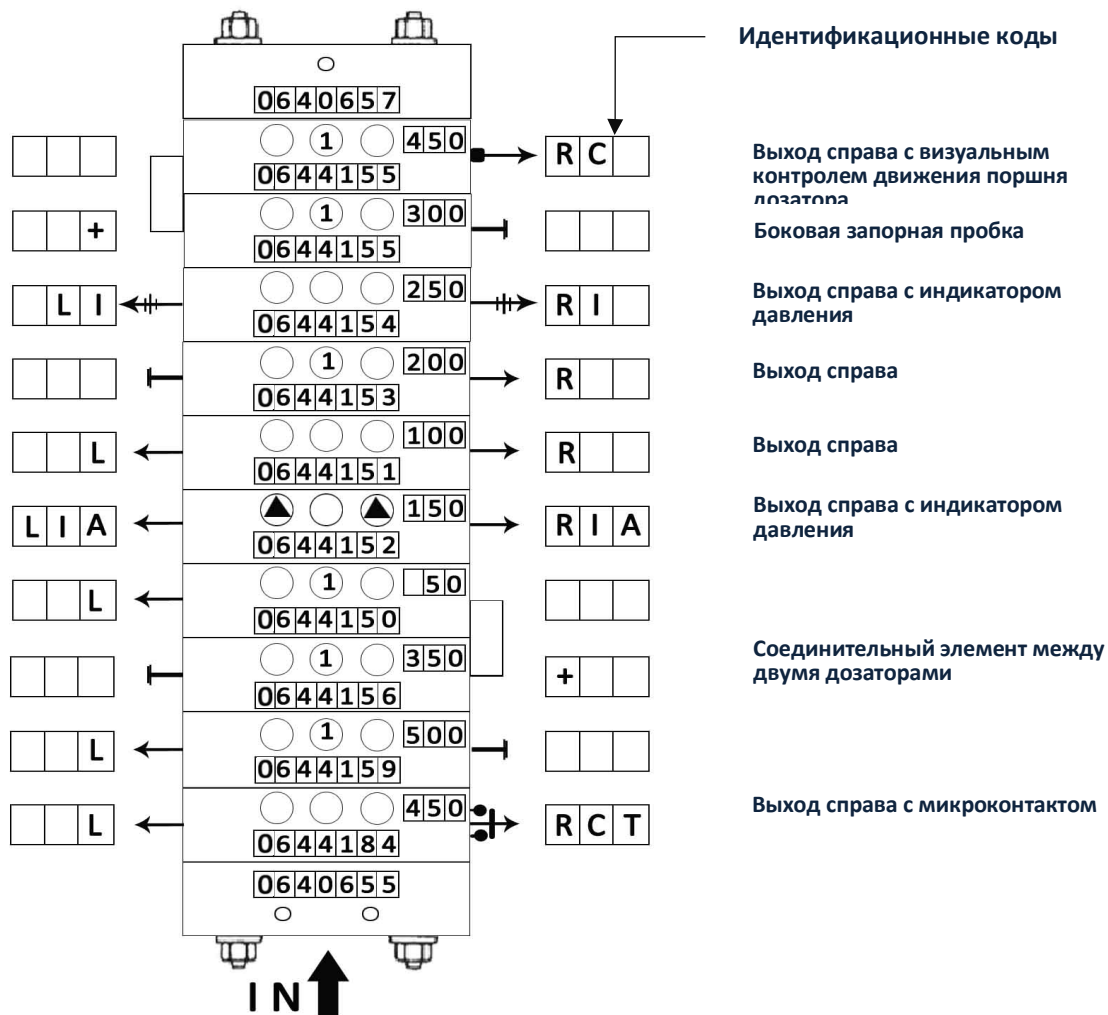 Идентификационные коды
0640657
1 450
R C
Выход справа с визуальным
контролем движения поршня
дозатора
0644155
+
1 300
Боковая запорная пробка
0644155
L I
250
R I
Выход справа с индикатором
давления
0644154
1 200
R
Выход справа
0644153
L
100
R
Выход справа
0644151
L I A
150
R I A
Выход справа с индикатором
давления
0644152
L
1 50
0644150
1 350
+
Соединительный элемент между
двумя дозаторами
0644156
L
1 500
0644159
L
450
R C T
Выход справа с микроконтактом
0644184
0640655
IN